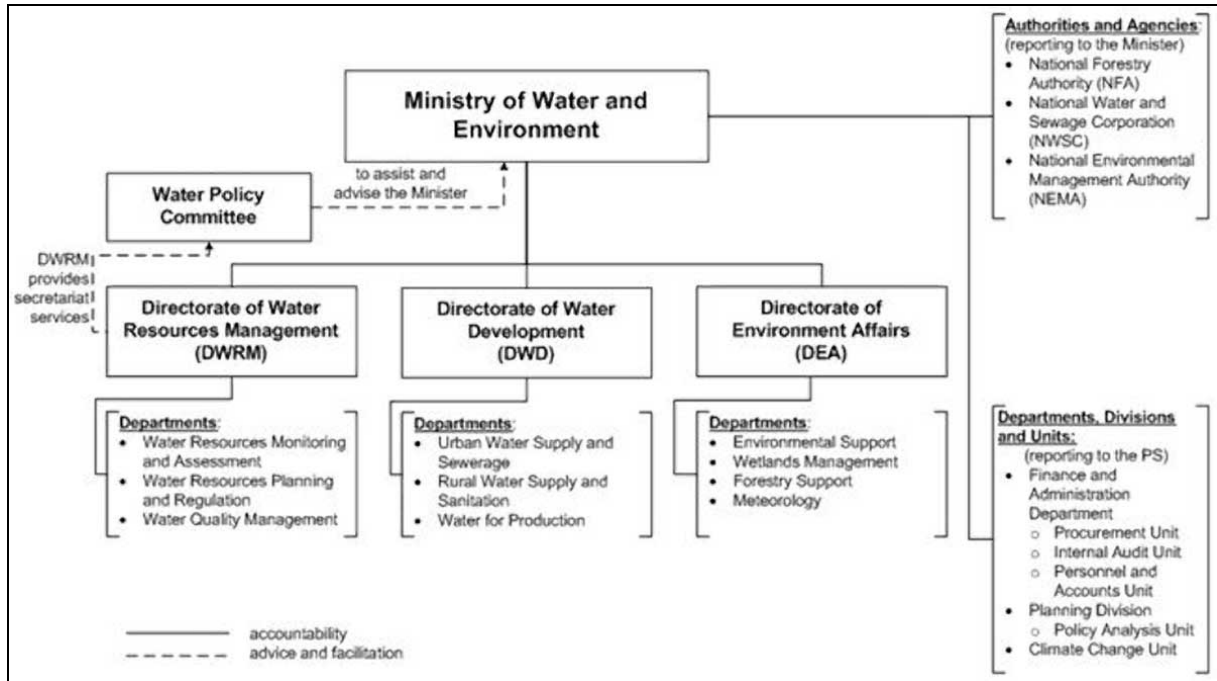 Ministry of Water and
Environment
to assist and
advise the Minister
Water Policy
Committee
DWRM
provides
secretariat
services
Directorate of Water
Resources Management
(DWRM)
Departments:
• Water Resources Monitoring
and Assessment
• Water Resources Planning
and Regulation
• Water Quality Management
Directorate of Water
Development
(DWD)
Departments:
• Urban Water Supply and
Sewerage
• Rural Water Supply and
Sanitation
• Water for Production
Directorate of
Environment Affairs
(DEA)
Departments:
• Environmental Support
• Wetlands Management
• Forestry Support
• Meteorology
Authorities and Agencies:
(reporting to the Minister)
• National Forestry
Authority (NFA)
• National Water and
Sewage Corporation
(NWSC)
• National Environmental
Management Authority
(NEMA)
Departments, Divisions
and Units:
(reporting to the PS)
• Finance and
Administration
Department
o Procurement Unit
o Internal Audit Unit
o Personnel and
Accounts Unit
• Planning Division
o Policy Analysis Unit
• Climate Change Unit
accountability
advice and facilitation